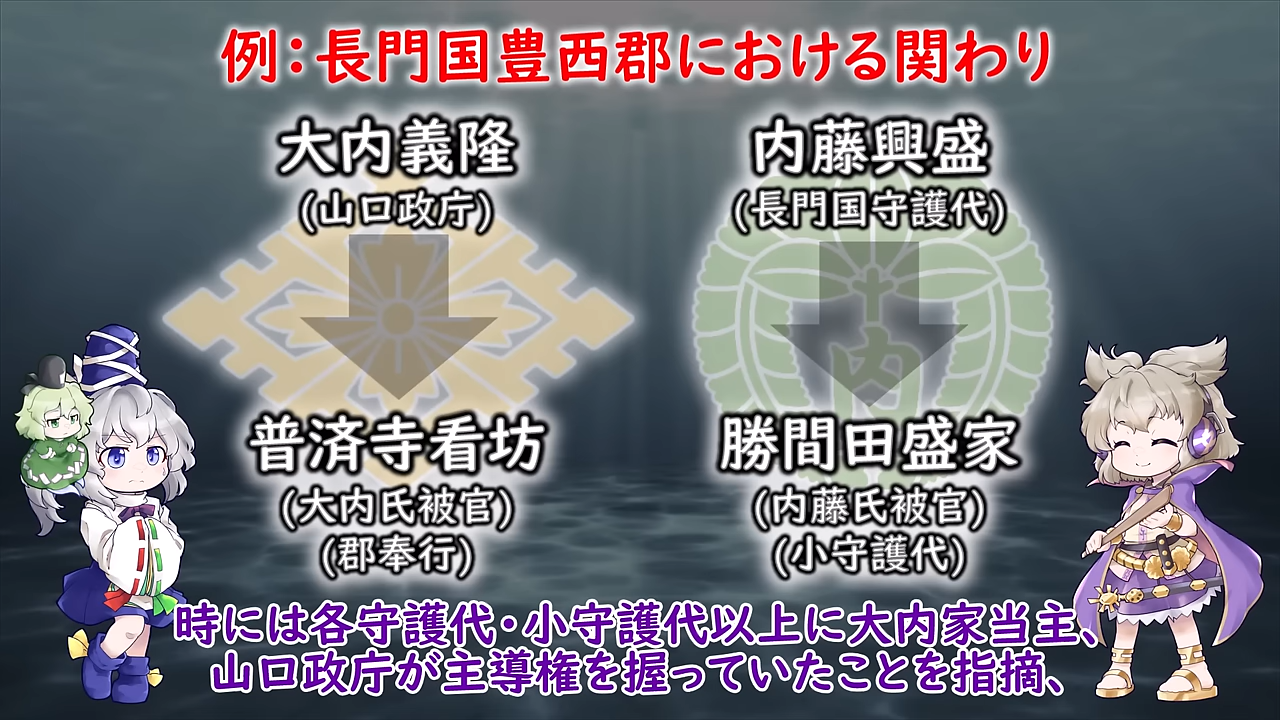 例：長門国豊西郡における関わり
大内義隆
(山口政庁)
普済寺看坊
(大内氏被官)
(郡奉行)
内藤興盛
(長門国守護代)
勝間田盛家
(内藤氏被官)
(小守護代)
時には各守護代・小守護代以上に大内家当主、
山口政庁が主導権を握っていたことを指摘、